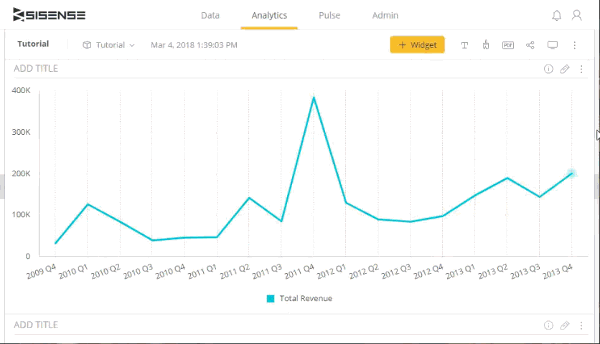 SISENSE Data Analytics Pulse Admin
Tutorial Tutorial Mar 4, 2018 1:39:03 PM + Widget T PDF
ADD TITLE
400K
300K
200K
100K
0
2009 Q4 2010 Q1 2010 Q2 2010 Q3 2010 Q4 2011 Q1 2011 Q2 2011 Q3 2011 Q4 2012 Q1 2012 Q2 2012 Q3 2012 Q4 2013 Q1 2013 Q2 2013 Q3 2013 Q4
Total Revenue
ADD TITLE